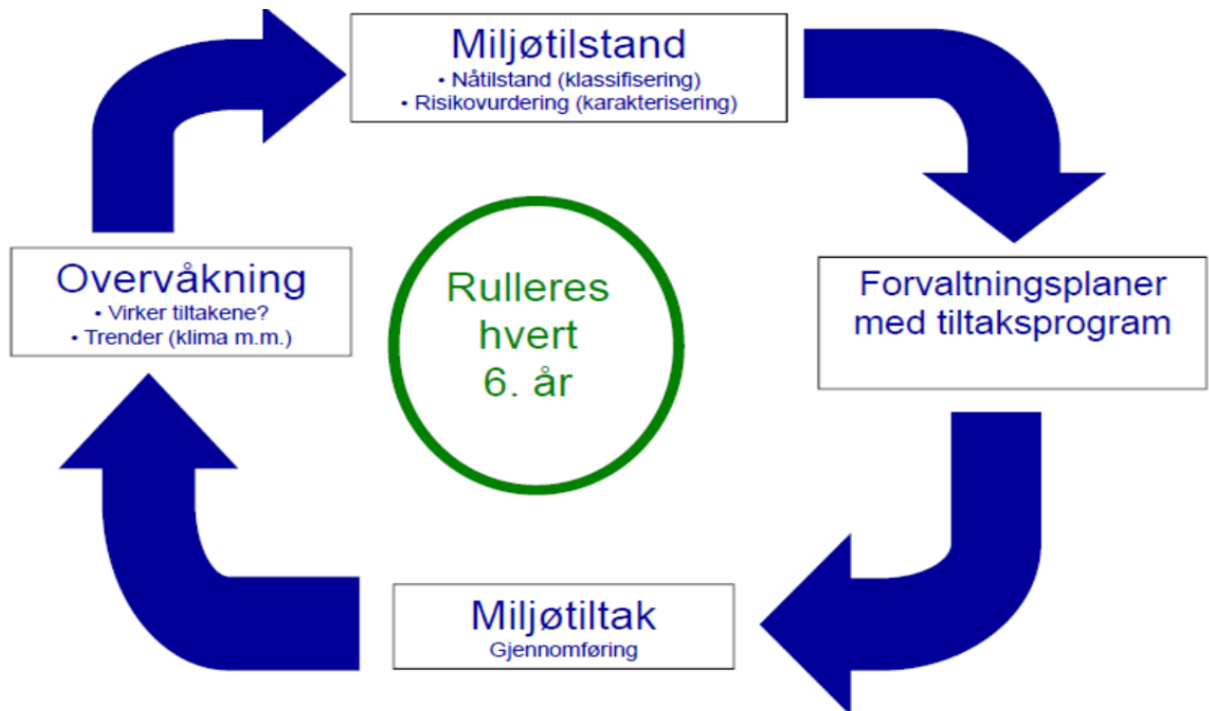 Miljøtilstand
• Nåtilstand (klassifisering)
• Risikovurdering (karakterisering)
Overvåkning
• Virker tiltakene?
• Trender (klima m.m.)
Rulleres
hvert
6. år
Forvaltningsplaner
med tiltaksprogram
Miljøtiltak
Gjennomføring